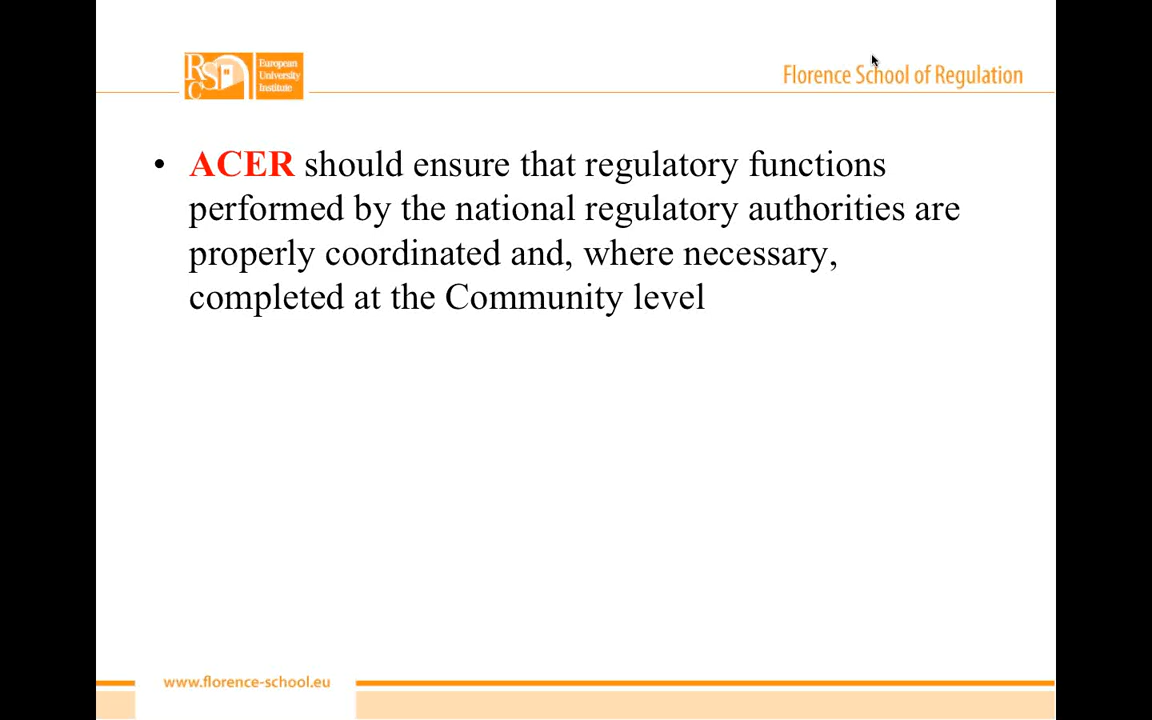 RSC
European
University
Institute
Florence School of Regulation
• ACER should ensure that regulatory functions
performed by the national regulatory authorities are
properly coordinated and, where necessary,
completed at the Community level
www.florence-school.eu